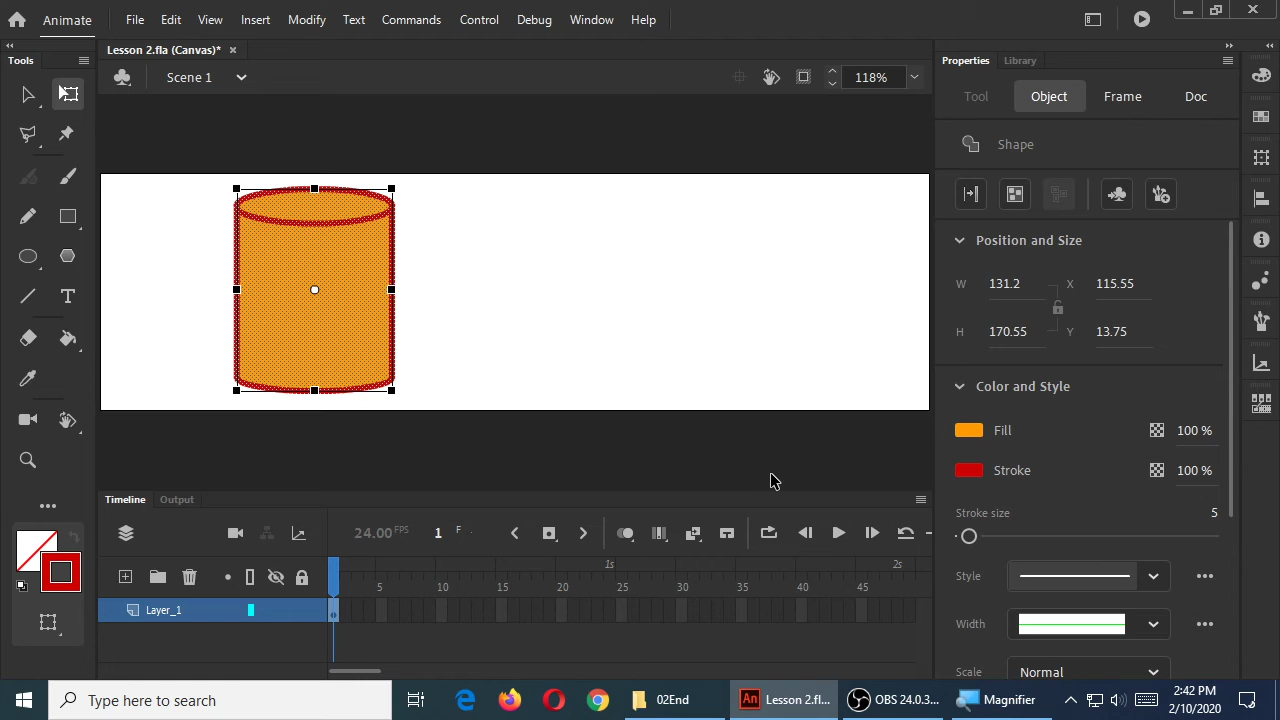 Animate File Edit View Insert Modify Text Commands Control Debug Window Help
Lesson 2.fla (Canvas)*
Tools
Properties Library
Scene 1 118%
Tool Object Frame Doc
Shape
Position and Size
W 131.2 X 115.55
H 170.55 Y 13.75
Color and Style
Fill 100 %
Stroke 100 %
Stroke size 5
Style
Width
Scale Normal
Timeline Output
24.00 FPS 1 F
1s 2s
5 10 15 20 25 30 35 40 45
Layer_1
Type here to search
02End
An Lesson 2.fl...
OBS 24.0.3...
Magnifier
2:42 PM
2/10/2020